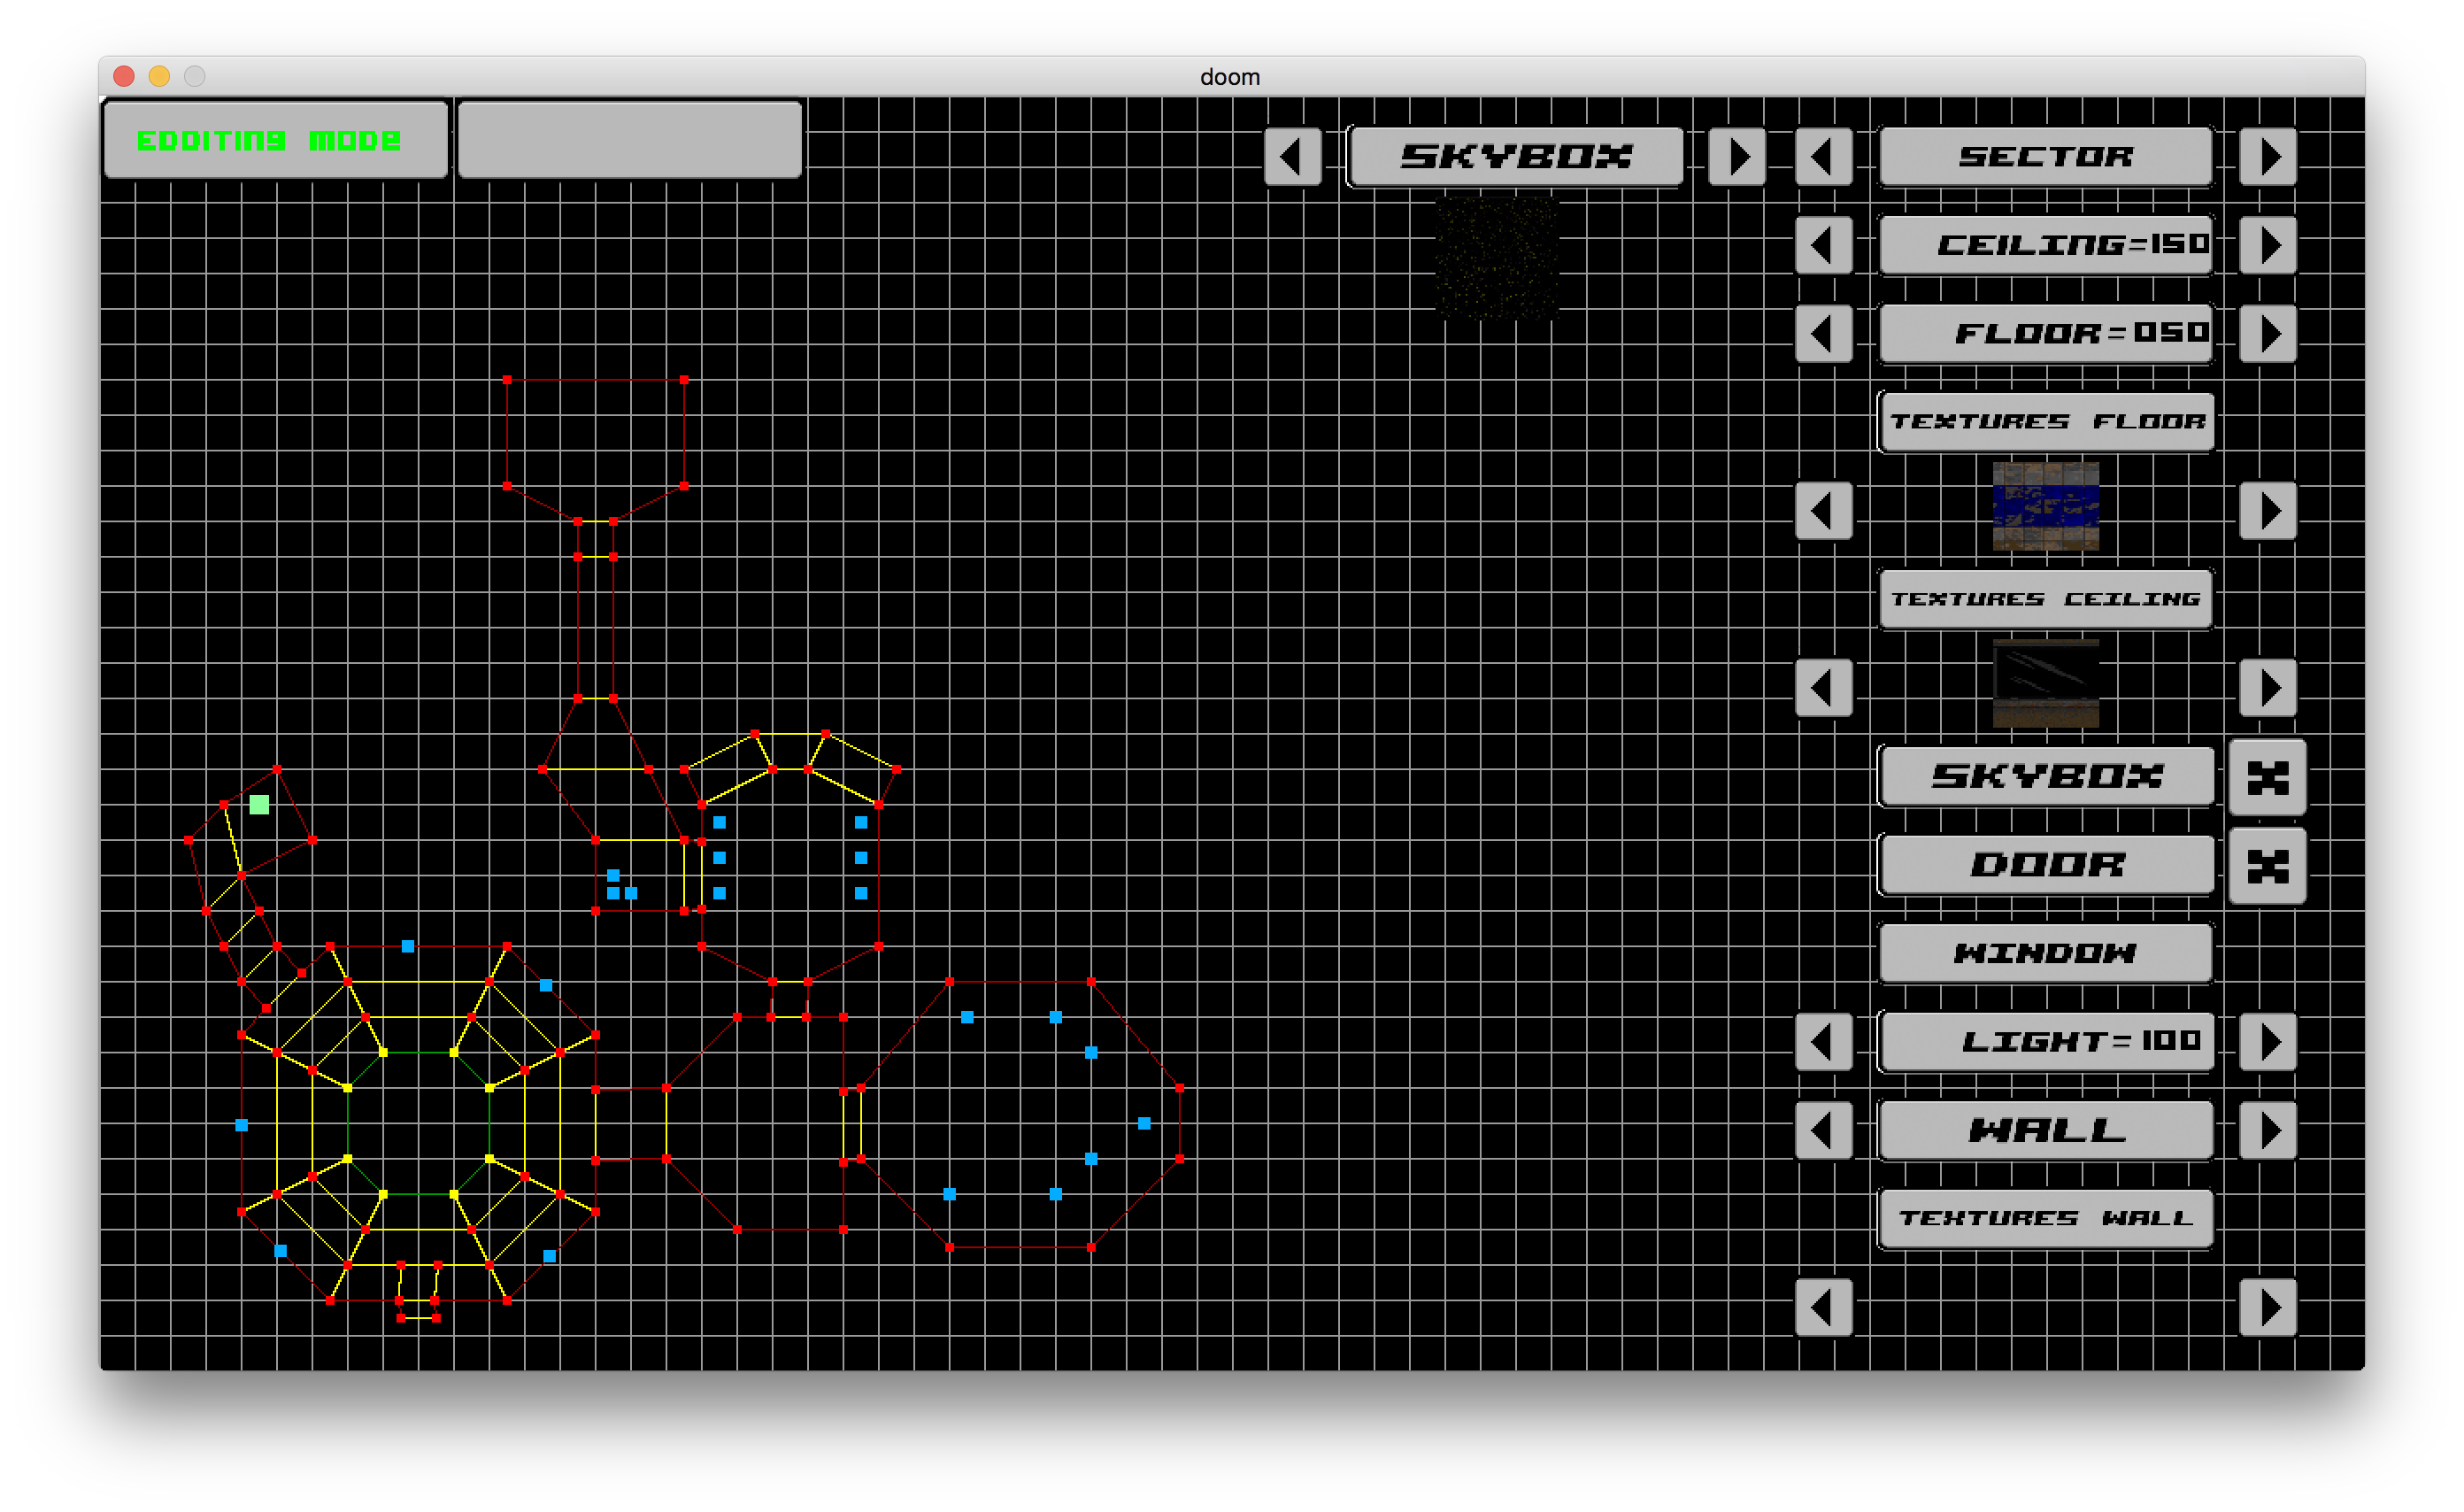 doom
EDDITING MODE
SKYBOX
SECTOR
CEILING=150
FLOOR=050
TEXTURES FLOOR
TEXTURES CEILING
SKYBOX X
DOOR X
WINDOW
LIGHT=100
WALL
TEXTURES WALL